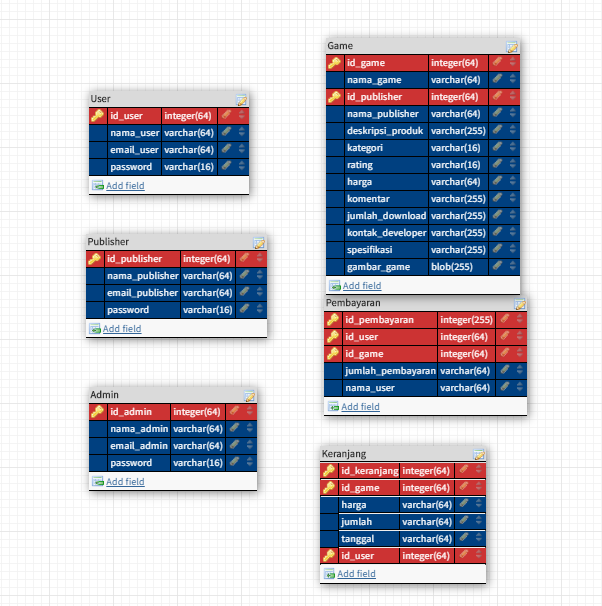 User
id_user integer(64)
nama_user varchar(64)
email_user varchar(64)
password varchar(16)
Add field
Publisher
id_publisher integer(64)
nama_publisher varchar(64)
email_publisher varchar(64)
password varchar(16)
Add field
Admin
id_admin integer(64)
nama_admin varchar(64)
email_admin varchar(64)
password varchar(16)
Add field
Game
id_game integer(64)
nama_game varchar(64)
id_publisher integer(64)
nama_publisher varchar(64)
deskripsi_produk varchar(255)
kategori varchar(16)
rating varchar(16)
harga varchar(64)
komentar varchar(255)
jumlah_download varchar(255)
kontak_developer varchar(255)
spesifikasi varchar(255)
gambar_game blob(255)
Add field
Pembayaran
id_pembayaran integer(255)
id_user integer(64)
id_game integer(64)
jumlah_pembayaran varchar(64)
nama_user varchar(64)
Add field
Keranjang
id_keranjang integer(64)
id_game integer(64)
harga varchar(64)
jumlah varchar(64)
tanggal varchar(64)
id_user integer(64)
Add field